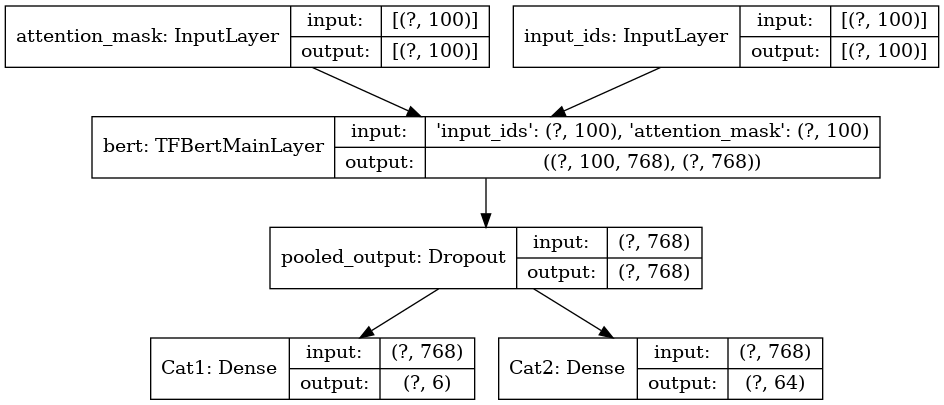 attention_mask: InputLayer
input:
[(?, 100)]
output:
[(?, 100)]
input_ids: InputLayer
input:
[(?, 100)]
output:
[(?, 100)]
bert: TFBertMainLayer
input:
'input_ids': (?, 100), 'attention_mask': (?, 100)
output:
((?, 100, 768), (?, 768))
pooled_output: Dropout
input:
(?, 768)
output:
(?, 768)
Cat1: Dense
input:
(?, 768)
output:
(?, 6)
Cat2: Dense
input:
(?, 768)
output:
(?, 64)